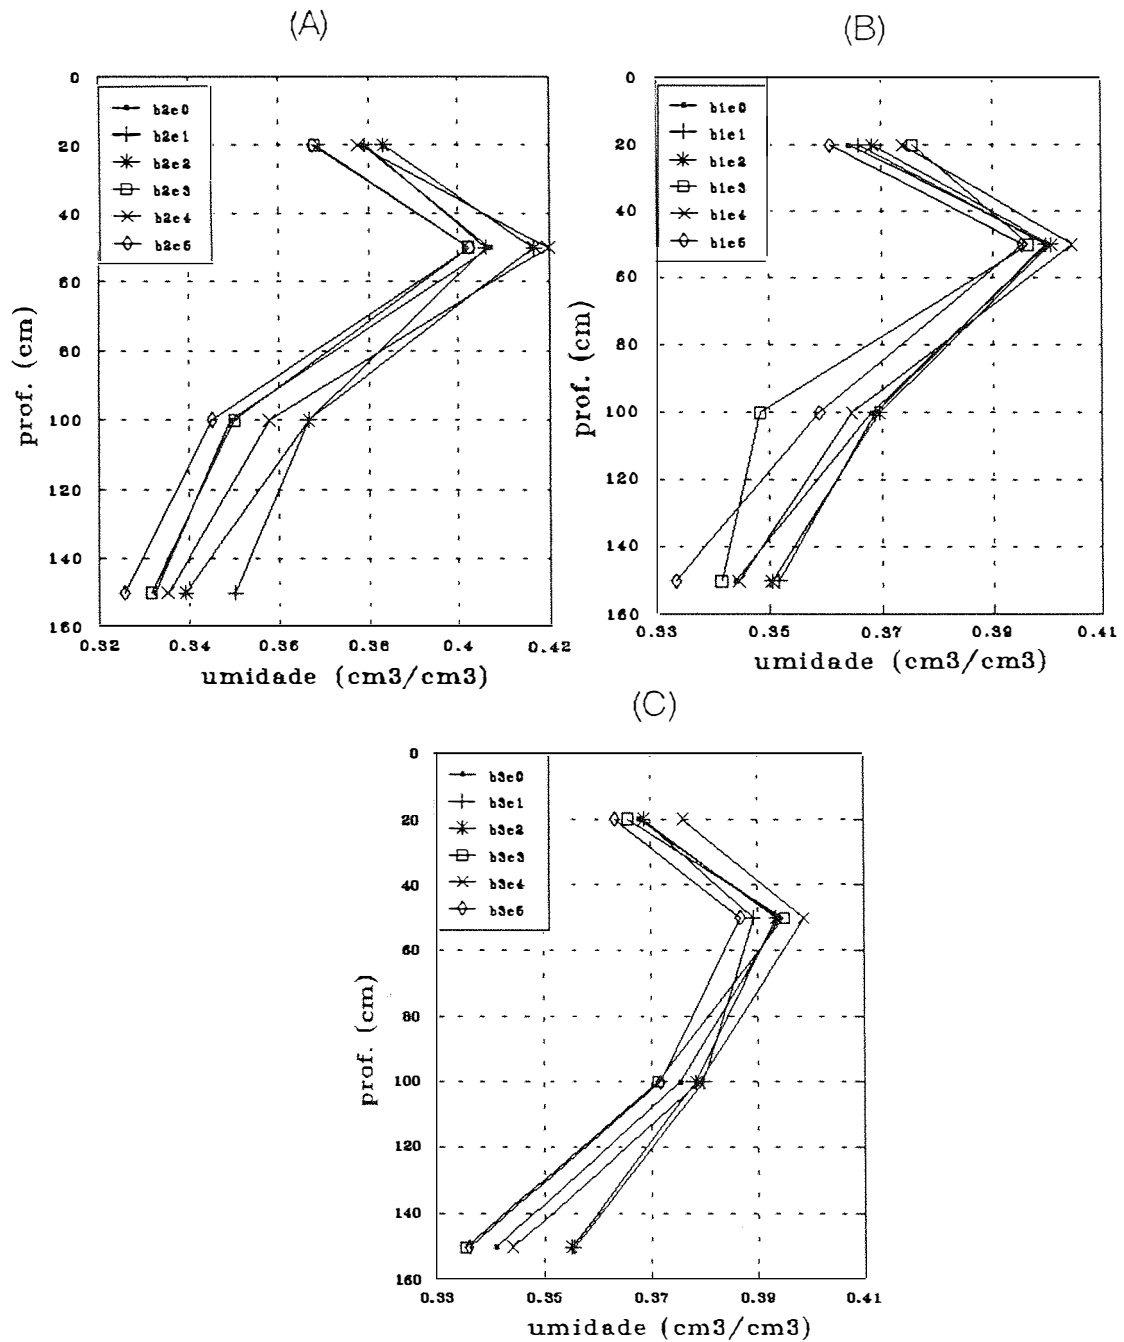 (A)
0
20
40
60
80
100
120
140
160
prof. (cm)
b2e0
b2e1
b2e2
b2e3
b2e4
b2e5
0.32
0.34
0.36
0.38
0.4
0.42
umidade (cm3/cm3)
(B)
0
20
40
60
80
100
120
140
160
prof. (cm)
b1e0
b1e1
b1e2
b1e3
b1e4
b1e5
0.33
0.35
0.37
0.39
0.41
umidade (cm3/cm3)
(C)
0
20
40
60
80
100
120
140
160
prof. (cm)
b3e0
b3e1
b3e2
b3e3
b3e4
b3e5
0.33
0.35
0.37
0.39
0.41
umidade (cm3/cm3)